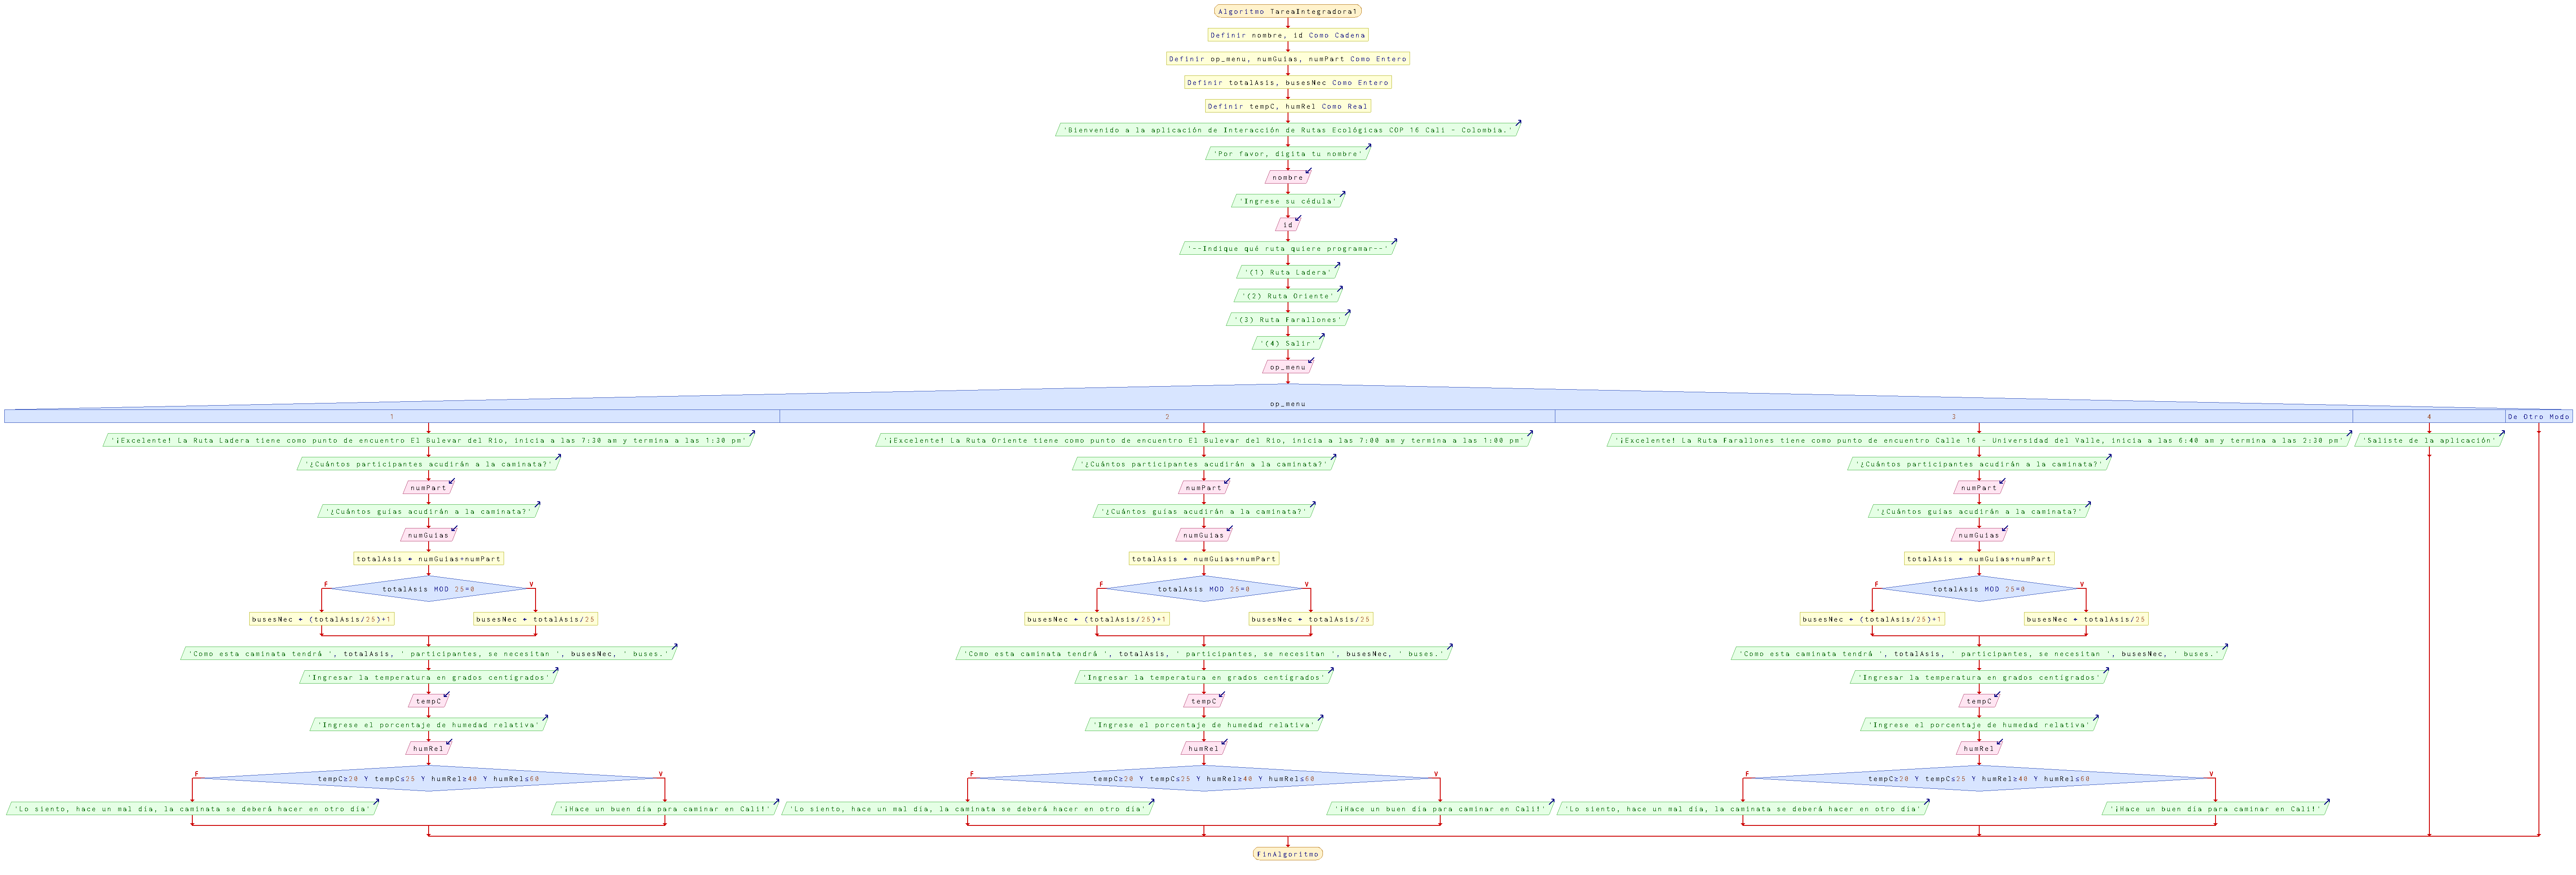 Algoritmo TareaIntegradora1
Definir nombre, id Como Cadena
Definir op_menu, numGuias, numPart Como Entero
Definir totalAsis, busesNec Como Entero
Definir tempC, humRel Como Real
'Bienvenido a la aplicación de Interacción de Rutas Ecológicas COP 16 Cali - Colombia.'
'Por favor, digita tu nombre'
nombre
'Ingrese su cédula'
id
'--Indique qué ruta quiere programar--'
'(1) Ruta Ladera'
'(2) Ruta Oriente'
'(3) Ruta Farallones'
'(4) Salir'
op_menu
op_menu
1
2
3
4
De Otro Modo
'¡Excelente! La Ruta Ladera tiene como punto de encuentro El Bulevar del Río, inicia a las 7:30 am y termina a las 1:30 pm'
'¿Cuántos participantes acudirán a la caminata?'
numPart
'¿Cuántos guías acudirán a la caminata?'
numGuias
totalAsis ← numGuias+numPart
totalAsis MOD 25=0
F
V
busesNec ← (totalAsis/25)+1
busesNec ← totalAsis/25
'Como esta caminata tendrá ', totalAsis, ' participantes, se necesitan ', busesNec, ' buses.'
'Ingresar la temperatura en grados centígrados'
tempC
'Ingrese el porcentaje de humedad relativa'
humRel
tempC≥20 Y tempC≤25 Y humRel≥40 Y humRel≤60
F
V
'Lo siento, hace un mal día, la caminata se deberá hacer en otro día'
'¡Hace un buen día para caminar en Cali!'
'¡Excelente! La Ruta Oriente tiene como punto de encuentro El Bulevar del Río, inicia a las 7:00 am y termina a las 1:00 pm'
'¿Cuántos participantes acudirán a la caminata?'
numPart
'¿Cuántos guías acudirán a la caminata?'
numGuias
totalAsis ← numGuias+numPart
totalAsis MOD 25=0
F
V
busesNec ← (totalAsis/25)+1
busesNec ← totalAsis/25
'Como esta caminata tendrá ', totalAsis, ' participantes, se necesitan ', busesNec, ' buses.'
'Ingresar la temperatura en grados centígrados'
tempC
'Ingrese el porcentaje de humedad relativa'
humRel
tempC≥20 Y tempC≤25 Y humRel≥40 Y humRel≤60
F
V
'Lo siento, hace un mal día, la caminata se deberá hacer en otro día'
'¡Hace un buen día para caminar en Cali!'
'¡Excelente! La Ruta Farallones tiene como punto de encuentro Calle 16 - Universidad del Valle, inicia a las 6:40 am y termina a las 2:30 pm'
'¿Cuántos participantes acudirán a la caminata?'
numPart
'¿Cuántos guías acudirán a la caminata?'
numGuias
totalAsis ← numGuias+numPart
totalAsis MOD 25=0
F
V
busesNec ← (totalAsis/25)+1
busesNec ← totalAsis/25
'Como esta caminata tendrá ', totalAsis, ' participantes, se necesitan ', busesNec, ' buses.'
'Ingresar la temperatura en grados centígrados'
tempC
'Ingrese el porcentaje de humedad relativa'
humRel
tempC≥20 Y tempC≤25 Y humRel≥40 Y humRel≤60
F
V
'Lo siento, hace un mal día, la caminata se deberá hacer en otro día'
'¡Hace un buen día para caminar en Cali!'
'Saliste de la aplicación'
FinAlgoritmo